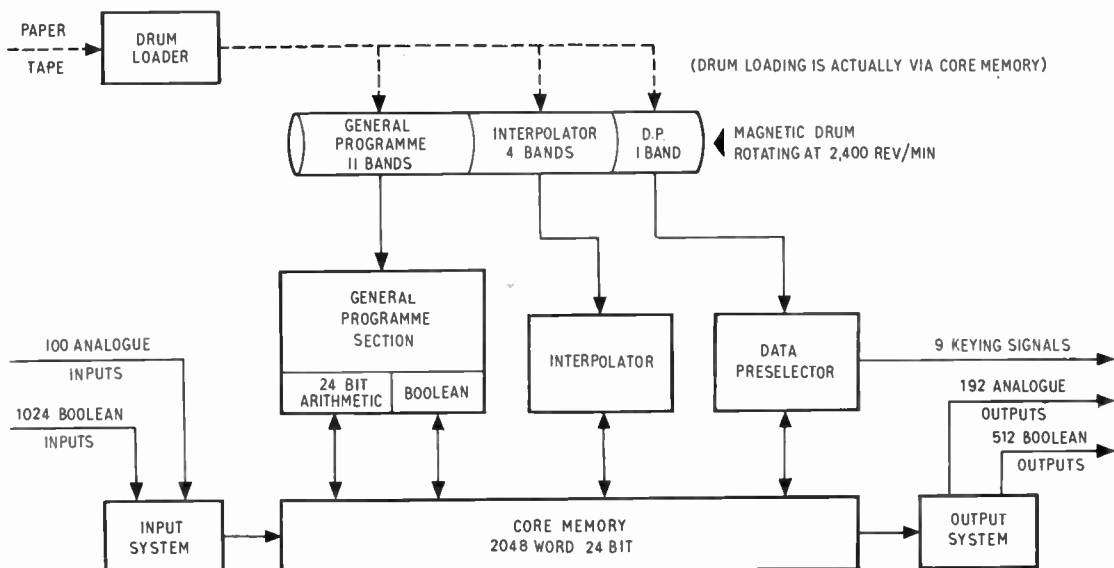 PAPER
TAPE
DRUM
LOADER
(DRUM LOADING IS ACTUALLY VIA CORE MEMORY)
GENERAL
PROGRAMME
11 BANDS
INTERPOLATOR
4 BANDS
D.P.
1 BAND
MAGNETIC DRUM
ROTATING AT 2,400 REV/MIN
GENERAL
PROGRAMME
SECTION
24 BIT
ARITHMETIC
BOOLEAN
INTERPOLATOR
DATA
PRESELECTOR
100 ANALOGUE
INPUTS
1024 BOOLEAN
INPUTS
9 KEYING SIGNALS
192 ANALOGUE
OUTPUTS
512 BOOLEAN
OUTPUTS
INPUT
SYSTEM
CORE MEMORY
2048 WORD 24 BIT
OUTPUT
SYSTEM